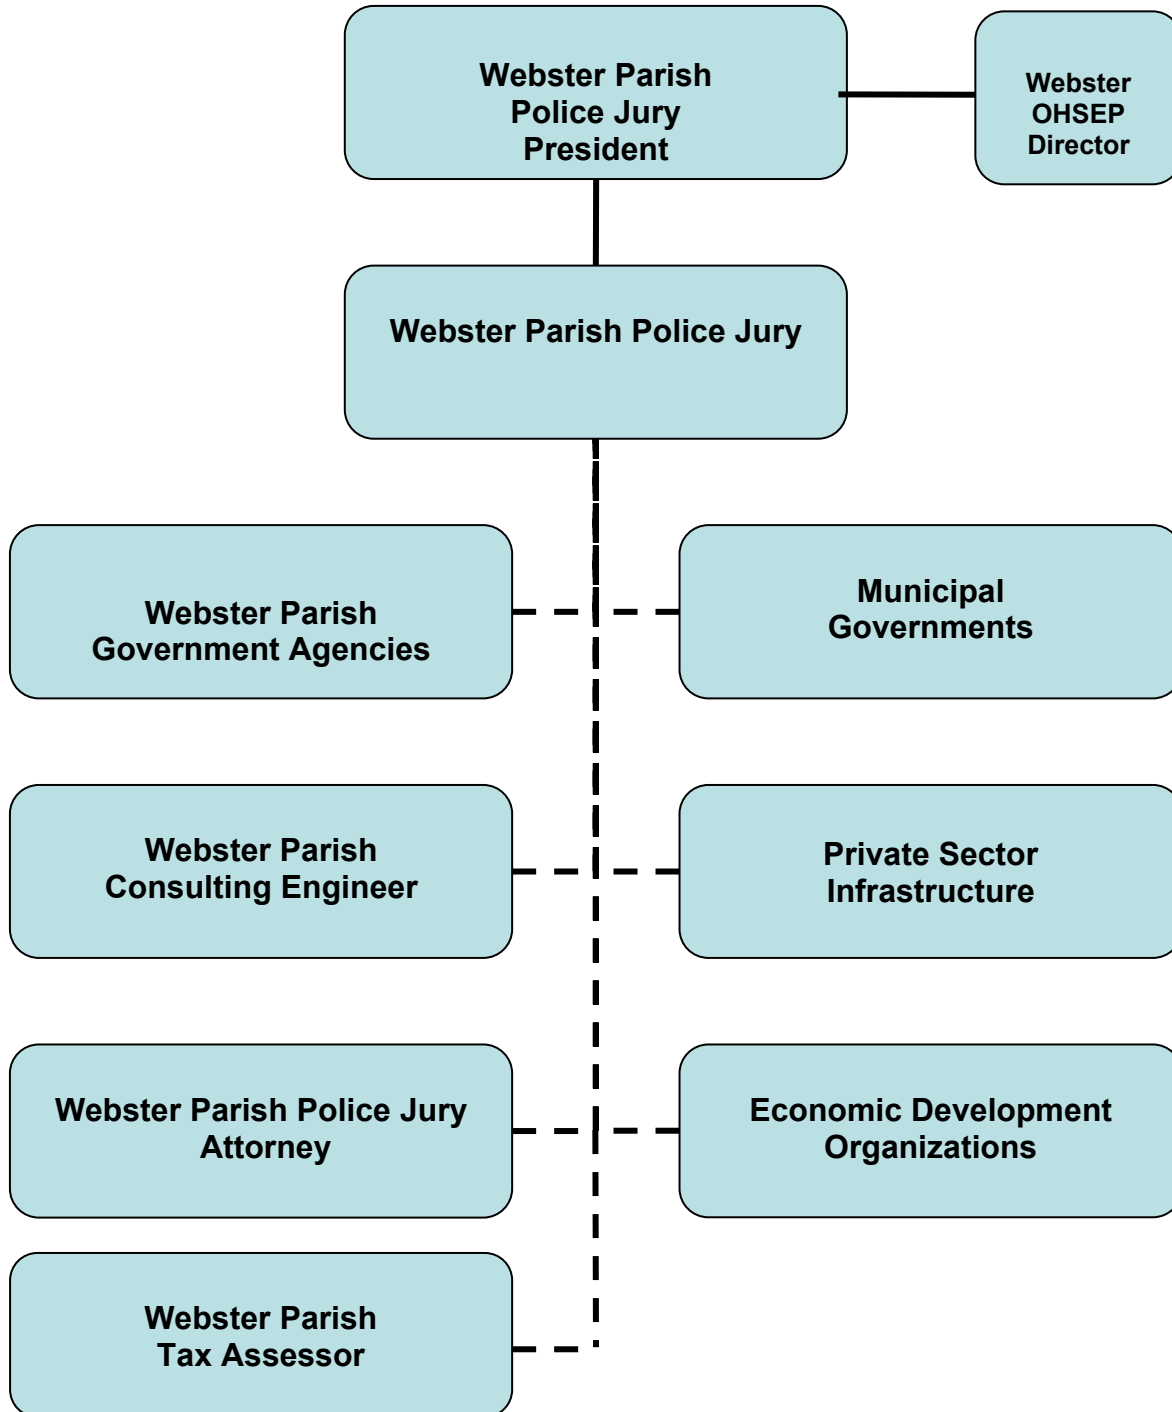 Webster Parish
Police Jury
President
Webster
OHSEP
Director
Webster Parish Police Jury
Webster Parish
Government Agencies
Municipal
Governments
Webster Parish
Consulting Engineer
Private Sector
Infrastructure
Webster Parish Police Jury
Attorney
Economic Development
Organizations
Webster Parish
Tax Assessor